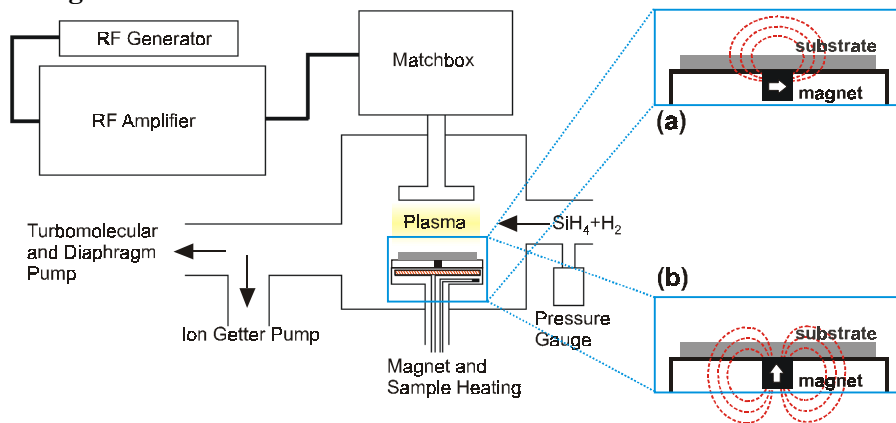 RF Generator
RF Amplifier
Matchbox
substrate
magnet
(a)
Plasma
SiH4+H2
Turbomolecular
and Diaphragm
Pump
Ion Getter Pump
Pressure
Gauge
Magnet and
Sample Heating
(b)
substrate
magnet